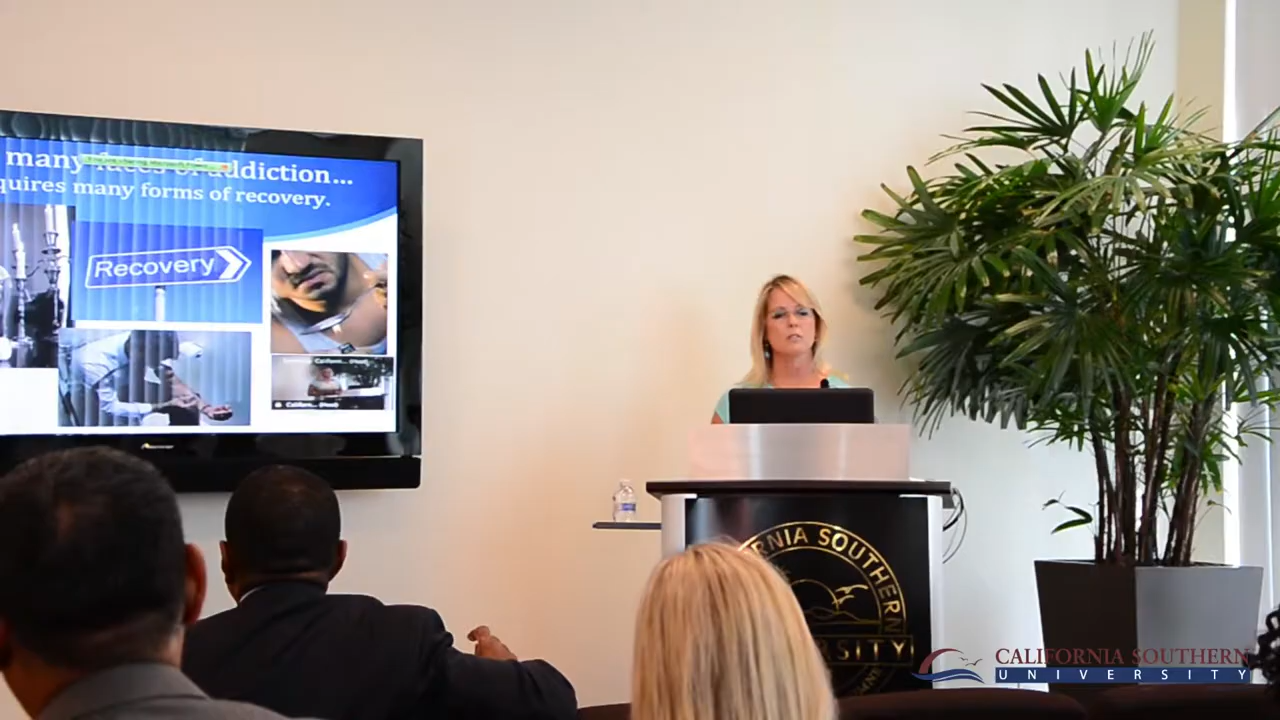 many faces of addiction...
quires many forms of recovery.
Recovery
RNIA SOUTHERN
RSITY
CALIFORNIA SOUTHERN
UNIVERSITY